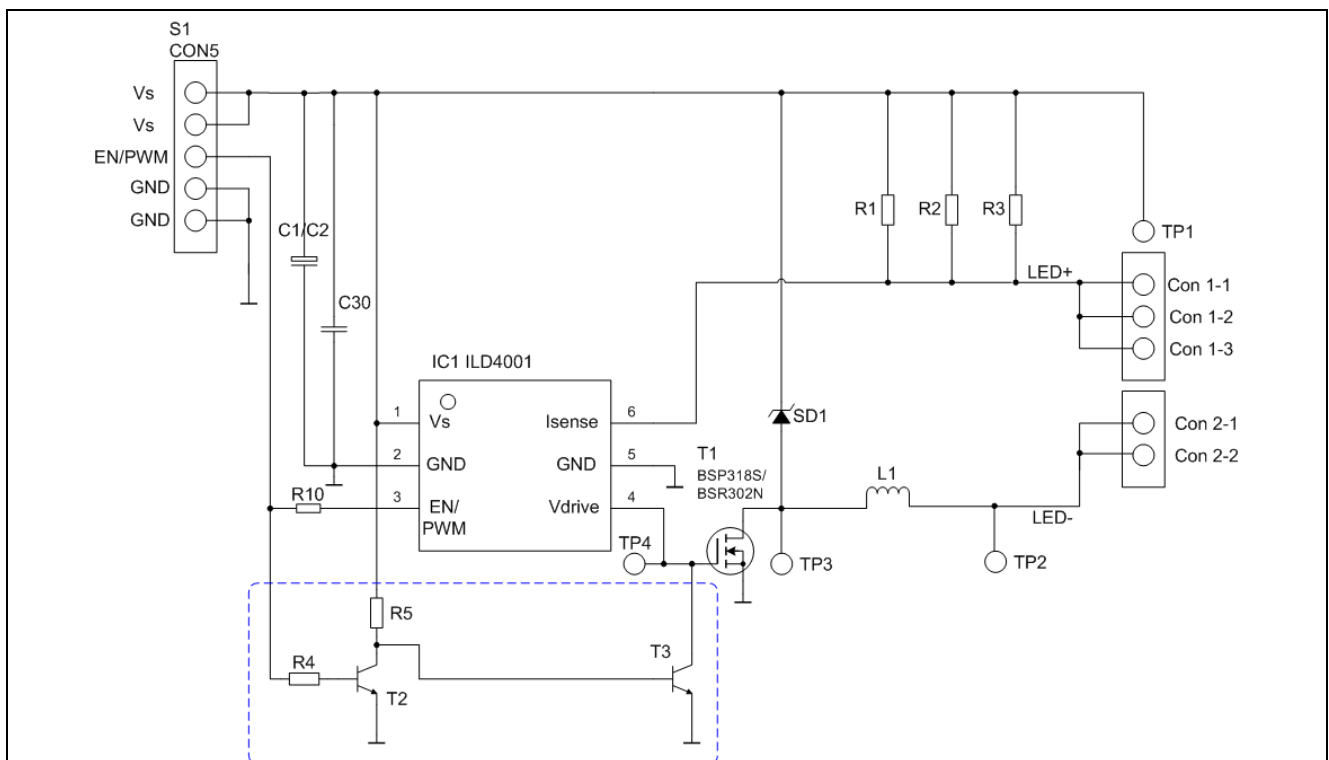 S1
CON5
Vs
Vs
EN/PWM
GND
GND
C1/C2
C30
R1
R2
R3
TP1
LED+
Con 1-1
Con 1-2
Con 1-3
IC1 ILD4001
1
Vs
Isense
6
2
GND
GND
5
3
EN/
PWM
Vdrive
4
R10
SD1
T1
BSP318S/
BSR302N
L1
Con 2-1
Con 2-2
LED-
TP4
TP3
TP2
R5
R4
T2
T3